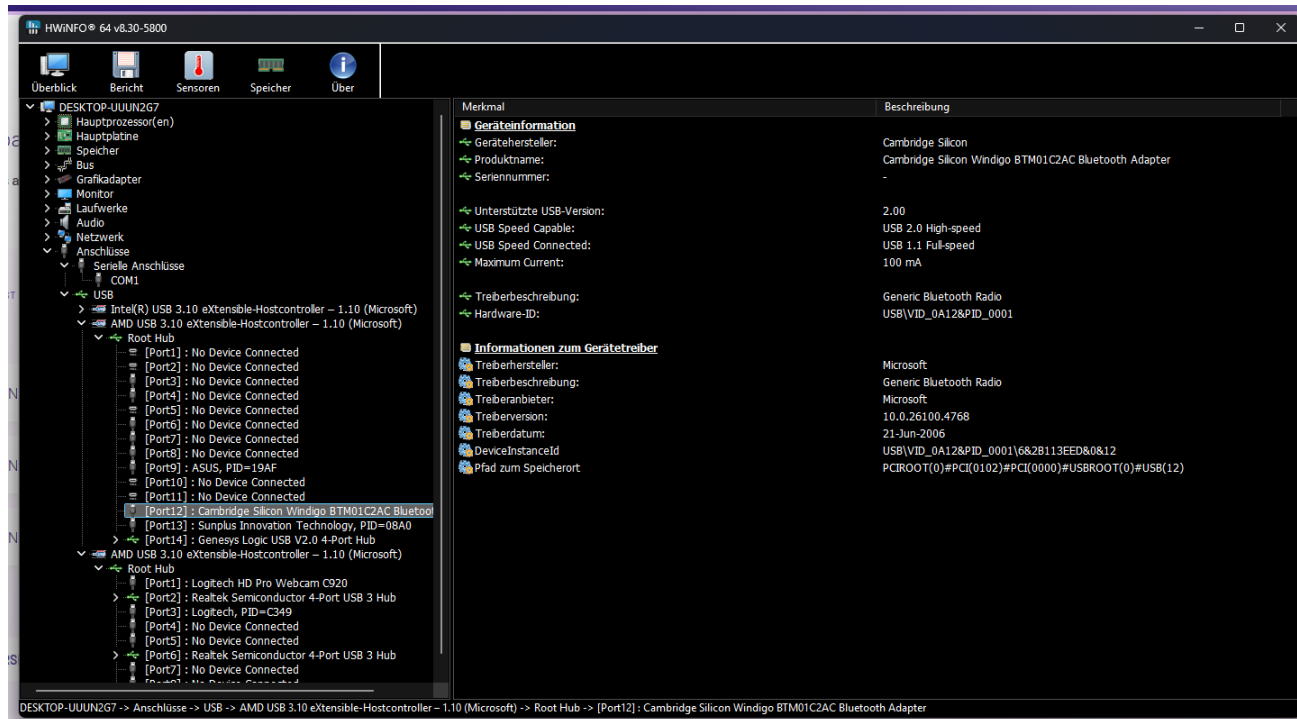 HWiNFO® 64 v8.30-5800
Überblick Bericht Sensoren Speicher Über
DESKTOP-UUUN2G7
Hauptprozessor(en)
Hauptplatine
Speicher
Bus
Grafikadapter
Monitor
Laufwerke
Audio
Netzwerk
Anschlüsse
Serielle Anschlüsse
COM1
USB
Intel(R) USB 3.10 eXtensible-Hostcontroller – 1.10 (Microsoft)
AMD USB 3.10 eXtensible-Hostcontroller – 1.10 (Microsoft)
Root Hub
[Port1] : No Device Connected
[Port2] : No Device Connected
[Port3] : No Device Connected
[Port4] : No Device Connected
[Port5] : No Device Connected
[Port6] : No Device Connected
[Port7] : No Device Connected
[Port8] : No Device Connected
[Port9] : ASUS, PID=19AF
[Port10] : No Device Connected
[Port11] : No Device Connected
[Port12] : Cambridge Silicon Windigo BTM01C2AC Bluetoot
[Port13] : Sunplus Innovation Technology, PID=08A0
[Port14] : Genesys Logic USB V2.0 4-Port Hub
AMD USB 3.10 eXtensible-Hostcontroller – 1.10 (Microsoft)
Root Hub
[Port1] : Logitech HD Pro Webcam C920
[Port2] : Realtek Semiconductor 4-Port USB 3 Hub
[Port3] : Logitech, PID=C349
[Port4] : No Device Connected
[Port5] : No Device Connected
[Port6] : Realtek Semiconductor 4-Port USB 3 Hub
[Port7] : No Device Connected
Merkmal Beschreibung
Geräteinformation
Gerätehersteller: Cambridge Silicon
Produktname: Cambridge Silicon Windigo BTM01C2AC Bluetooth Adapter
Seriennummer: -
Unterstützte USB-Version: 2.00
USB Speed Capable: USB 2.0 High-speed
USB Speed Connected: USB 1.1 Full-speed
Maximum Current: 100 mA
Treiberbeschreibung: Generic Bluetooth Radio
Hardware-ID: USB\VID_0A12&PID_0001
Informationen zum Gerätetreiber
Treiberhersteller: Microsoft
Treiberbeschreibung: Generic Bluetooth Radio
Treiberanbieter: Microsoft
Treiberversion: 10.0.26100.4768
Treiberdatum: 21-Jun-2006
DeviceInstanceId USB\VID_0A12&PID_0001\6&2B113EED&0&12
Pfad zum Speicherort PCIROOT(0)#PCI(0102)#PCI(0000)#USBROOT(0)#USB(12)
DESKTOP-UUUN2G7 -> Anschlüsse -> USB -> AMD USB 3.10 eXtensible-Hostcontroller – 1.10 (Microsoft) -> Root Hub -> [Port12] : Cambridge Silicon Windigo BTM01C2AC Bluetooth Adapter